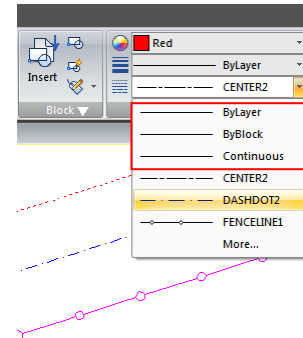 Red
ByLayer
Insert
CENTER2
Block
ByLayer
ByBlock
Continuous
CENTER2
DASHDOT2
FENCELINE1
More...